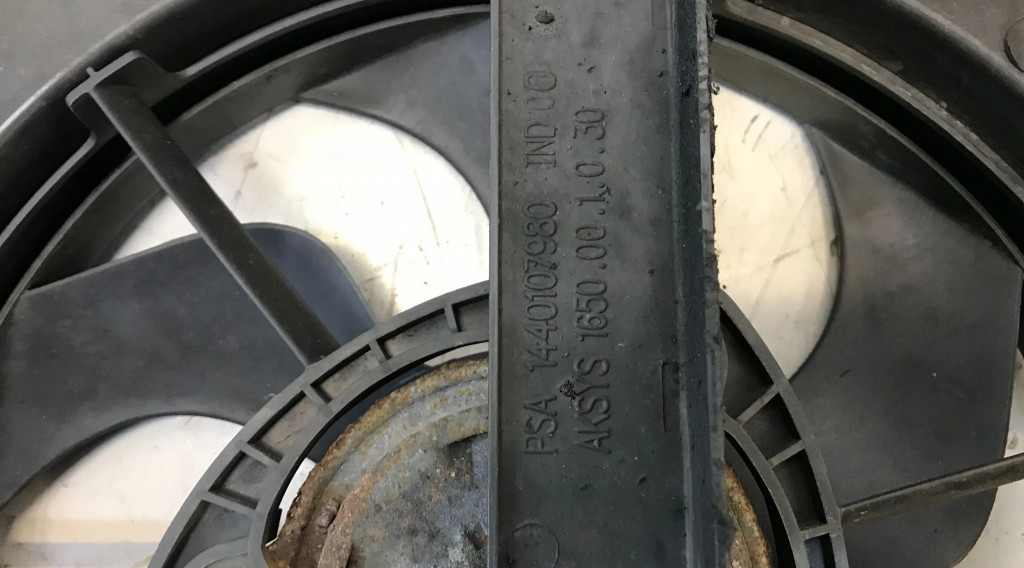 PSA 1440107980 IND 00
AKSYS 1650.00.1.0.30